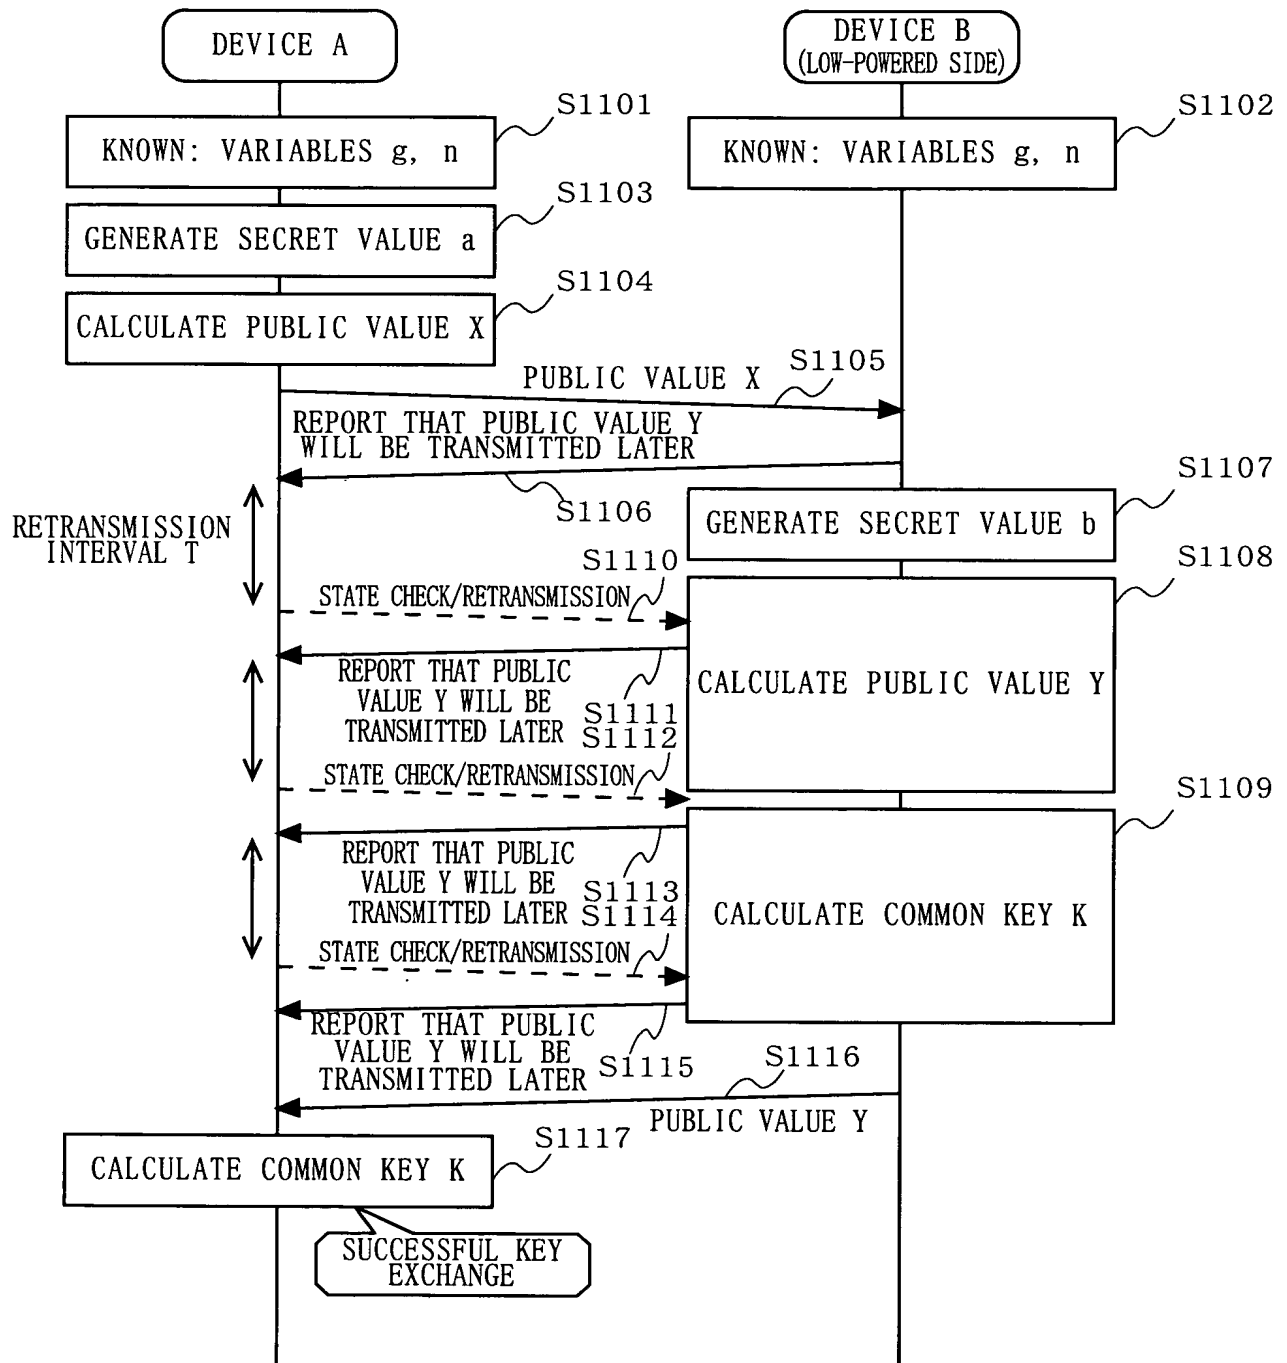 DEVICE A
DEVICE B
(LOW-POWERED SIDE)
S1101
S1102
KNOWN: VARIABLES g, n
KNOWN: VARIABLES g, n
S1103
GENERATE SECRET VALUE a
S1104
CALCULATE PUBLIC VALUE X
S1105
PUBLIC VALUE X
REPORT THAT PUBLIC VALUE Y
WILL BE TRANSMITTED LATER
S1106
S1107
GENERATE SECRET VALUE b
RETRANSMISSION
INTERVAL T
S1108
S1110
STATE CHECK/RETRANSMISSION
CALCULATE PUBLIC VALUE Y
REPORT THAT PUBLIC
VALUE Y WILL BE
TRANSMITTED LATER
S1111
S1112
STATE CHECK/RETRANSMISSION
S1109
REPORT THAT PUBLIC
VALUE Y WILL BE
TRANSMITTED LATER
S1113
S1114
CALCULATE COMMON KEY K
STATE CHECK/RETRANSMISSION
REPORT THAT PUBLIC
VALUE Y WILL BE
TRANSMITTED LATER
S1115
S1116
PUBLIC VALUE Y
S1117
CALCULATE COMMON KEY K
SUCCESSFUL KEY
EXCHANGE